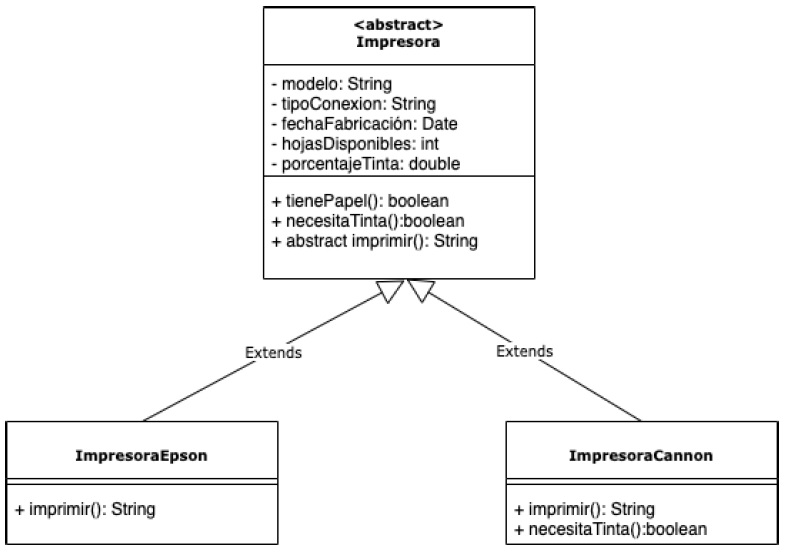 <abstract>
Impresora
- modelo: String
- tipoConexion: String
- fechaFabricación: Date
- hojasDisponibles: int
- porcentajeTinta: double
+ tienePapel(): boolean
+ necesitaTinta():boolean
+ abstract imprimir(): String
Extends
Extends
ImpresoraEpson
+ imprimir(): String
ImpresoraCannon
+ imprimir(): String
+ necesitaTinta():boolean